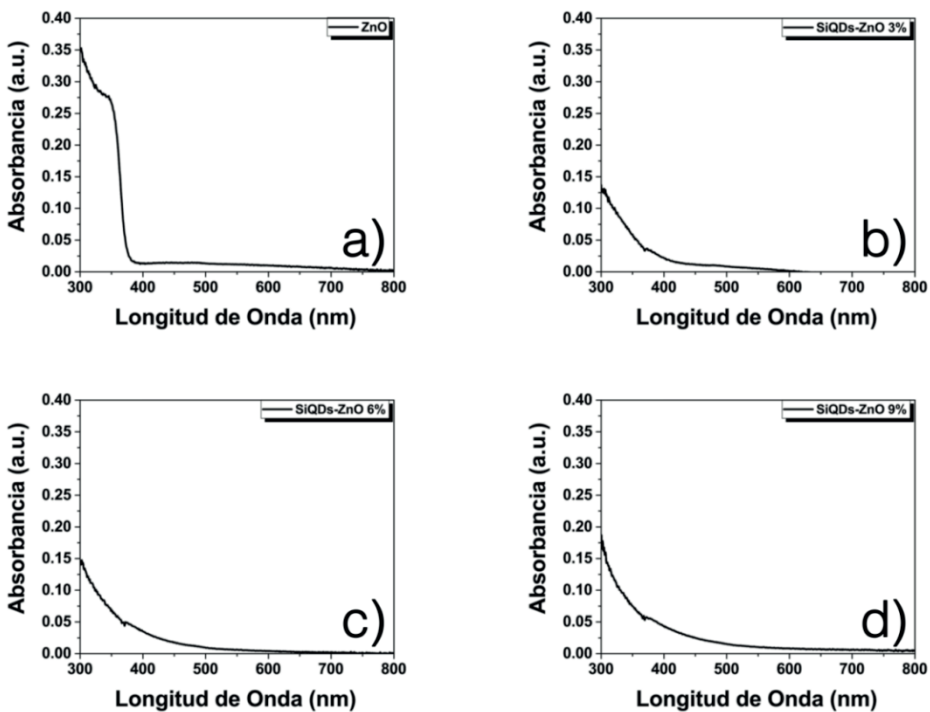 0.40
0.35
0.30
0.25
0.20
0.15
0.10
0.05
0.00
Absorbancia (a.u.)
ZnO
a)
300 400 500 600 700 800
Longitud de Onda (nm)
0.40
0.35
0.30
0.25
0.20
0.15
0.10
0.05
0.00
Absorbancia (a.u.)
SiQDs-ZnO 3%
b)
300 400 500 600 700 800
Longitud de Onda (nm)
0.40
0.35
0.30
0.25
0.20
0.15
0.10
0.05
0.00
Absorbancia (a.u.)
SiQDs-ZnO 6%
c)
300 400 500 600 700 800
Longitud de Onda (nm)
0.40
0.35
0.30
0.25
0.20
0.15
0.10
0.05
0.00
Absorbancia (a.u.)
SiQDs-ZnO 9%
d)
300 400 500 600 700 800
Longitud de Onda (nm)